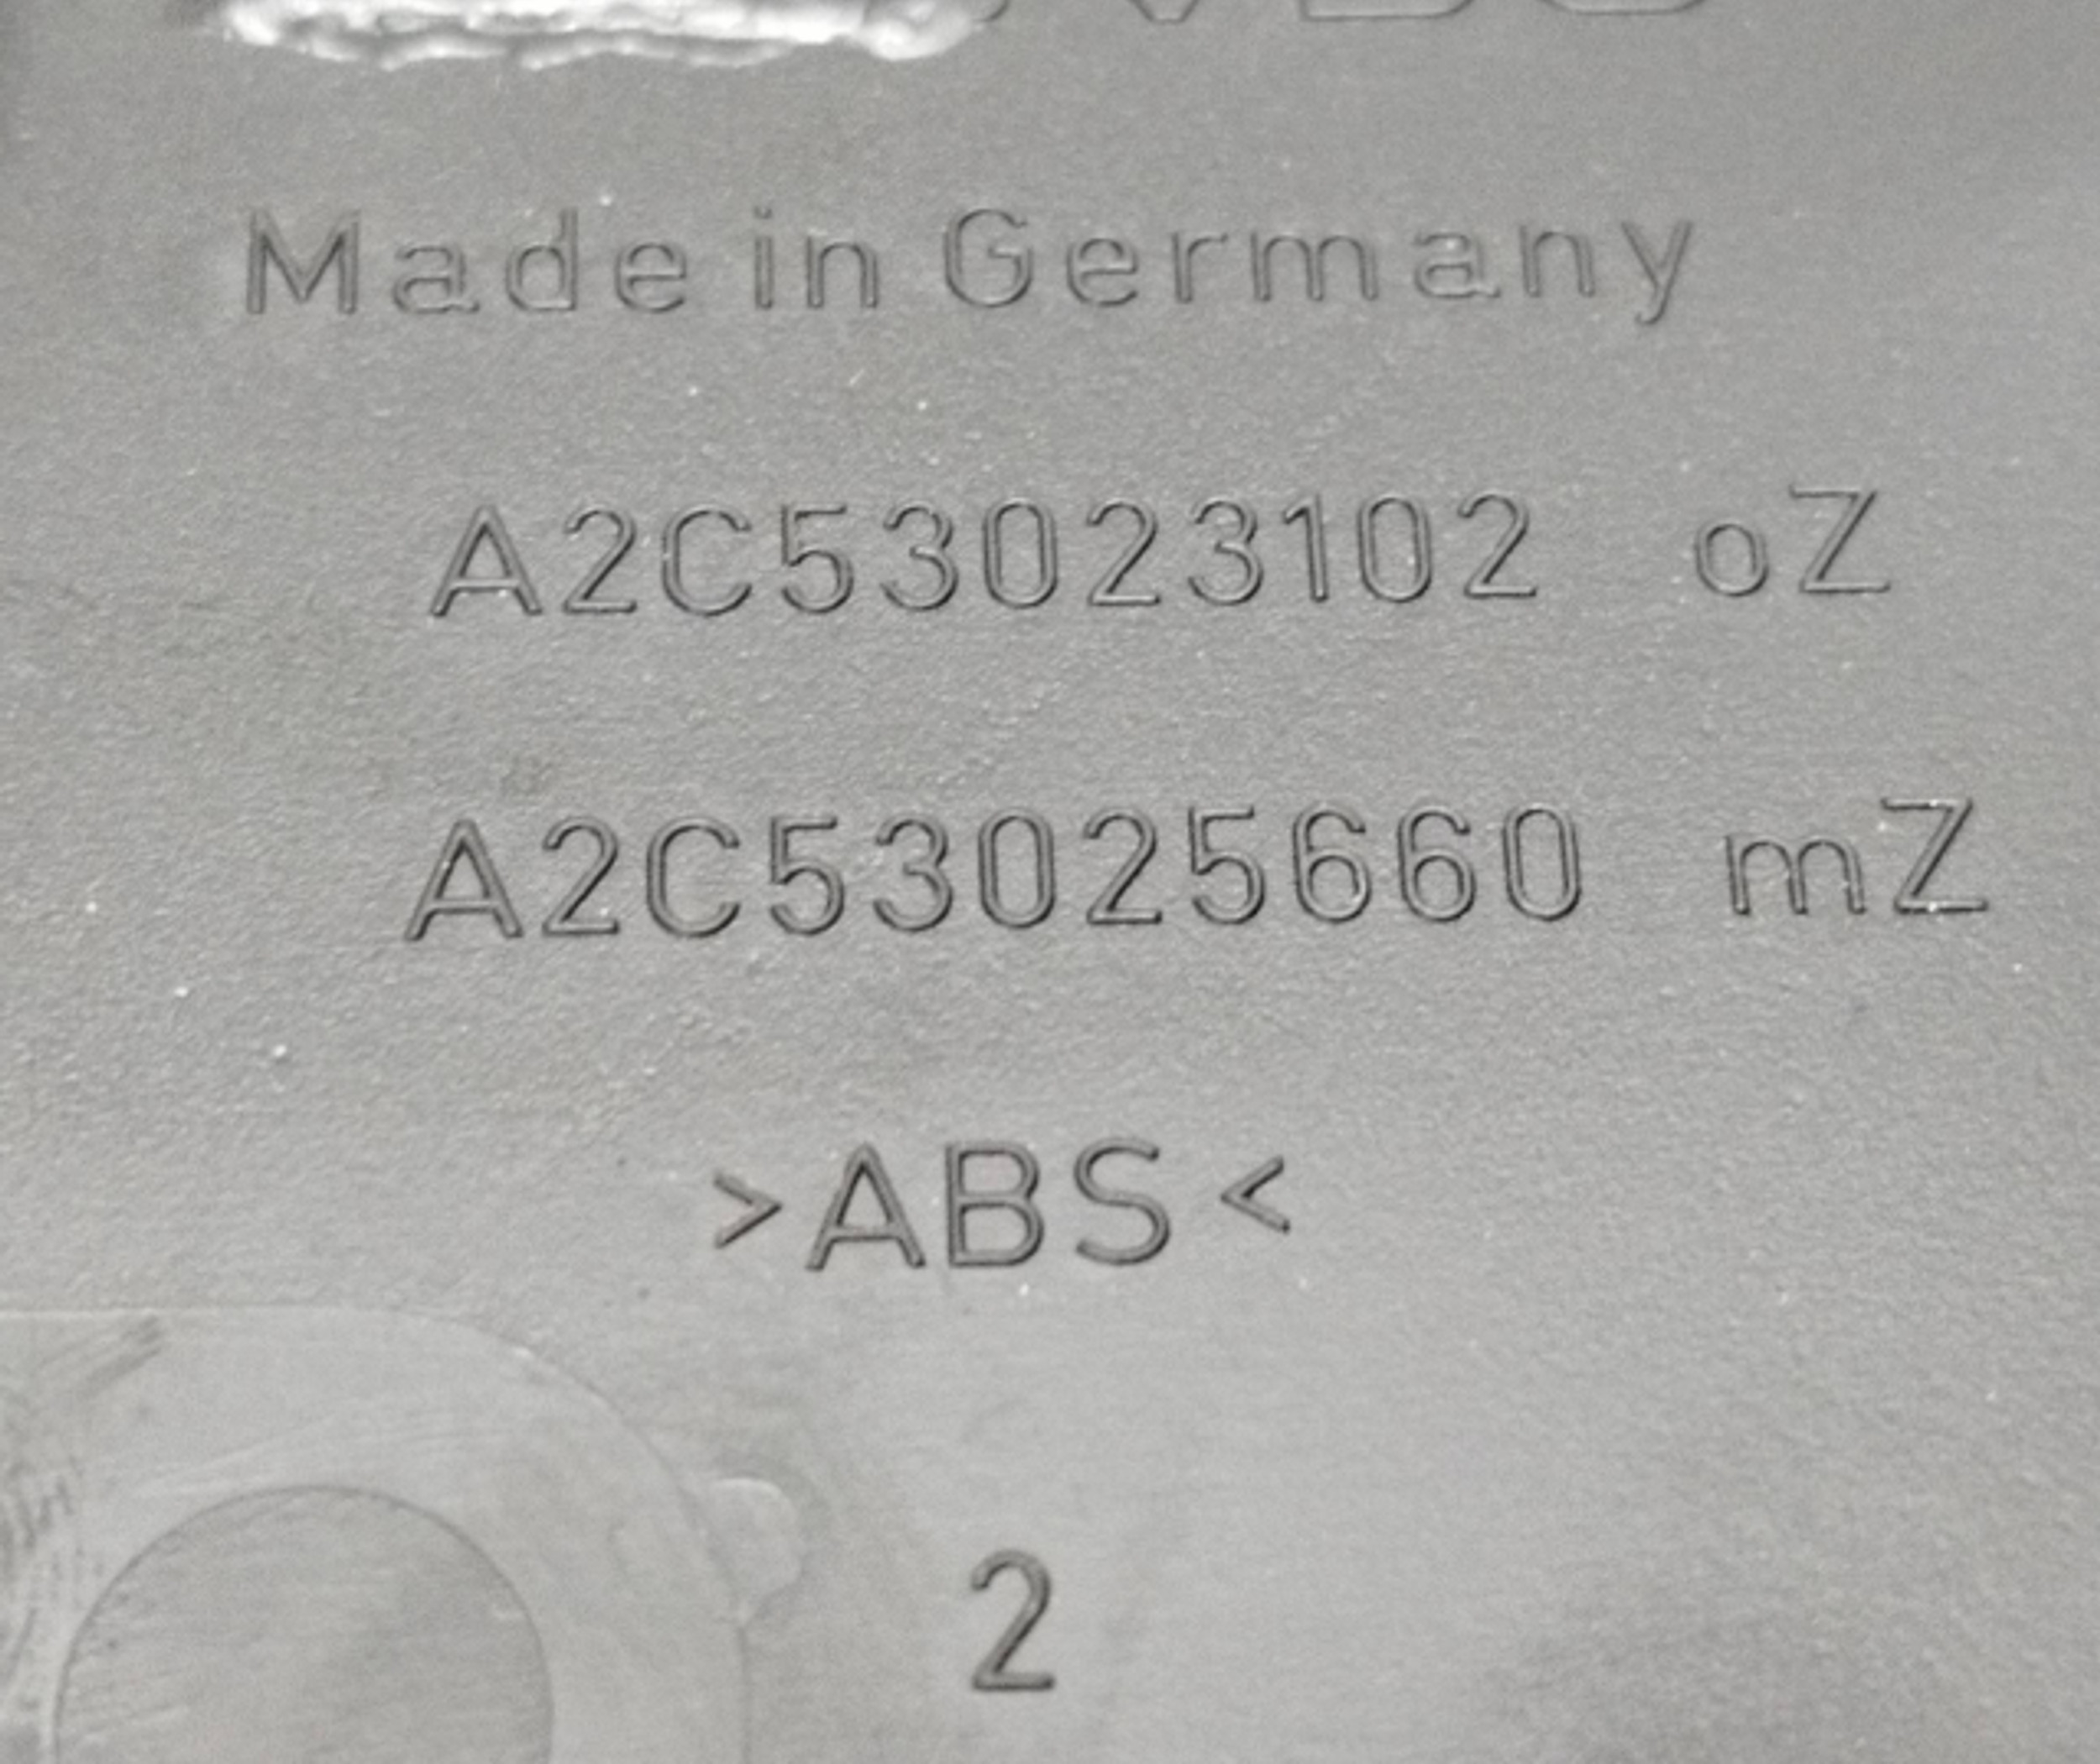 Made in Germany
A2C53023102 oZ
A2C53025660 mZ
>ABS<
2